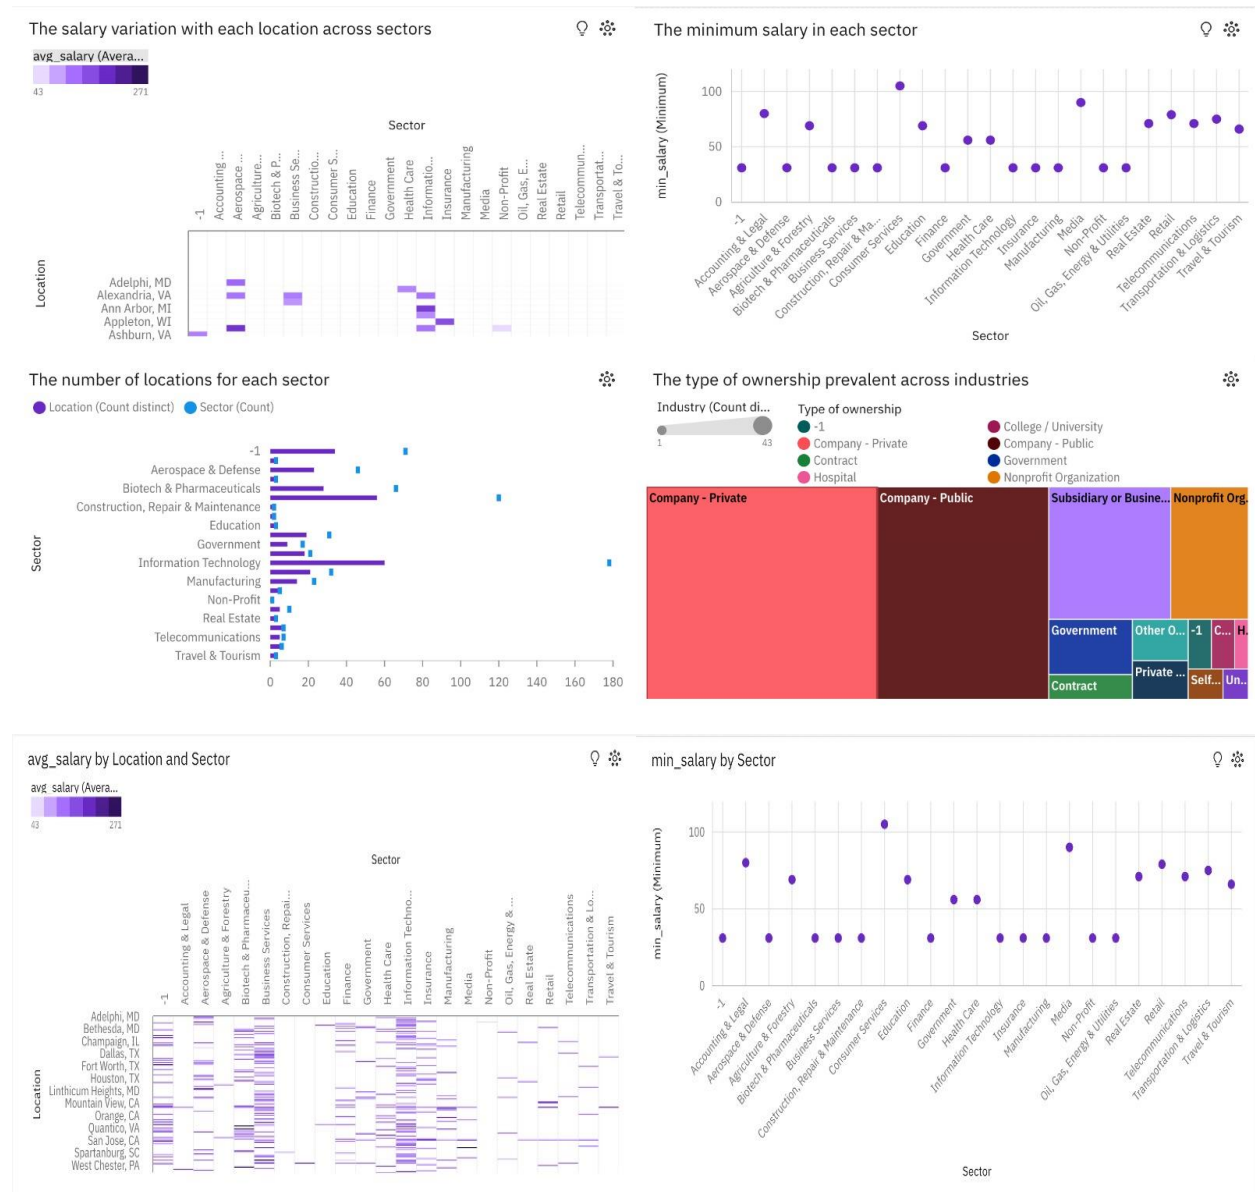 The salary variation with each location across sectors
avg_salary (Avera...
43 271
Sector
-1
Accounting ...
Aerospace ...
Agriculture...
Biotech & P...
Business Se...
Constructio...
Consumer S...
Education
Finance
Government
Health Care
Informatio...
Insurance
Manufacturing
Media
Non-Profit
Oil, Gas, E...
Real Estate
Retail
Telecommun...
Transportat...
Travel & To...
Location
Adelphi, MD
Alexandria, VA
Ann Arbor, MI
Appleton, WI
Ashburn, VA
The minimum salary in each sector
min_salary (Minimum)
100
50
0
-1
Accounting & Legal
Aerospace & Defense
Agriculture & Forestry
Biotech & Pharmaceuticals
Business Services
Construction, Repair & Ma...
Consumer Services
Education
Finance
Government
Health Care
Information Technology
Insurance
Manufacturing
Media
Non-Profit
Oil, Gas, Energy & Utilities
Real Estate
Retail
Telecommunications
Transportation & Logistics
Travel & Tourism
Sector
The number of locations for each sector
Location (Count distinct) Sector (Count)
Sector
-1
Aerospace & Defense
Biotech & Pharmaceuticals
Construction, Repair & Maintenance
Education
Government
Information Technology
Manufacturing
Non-Profit
Real Estate
Telecommunications
Travel & Tourism
0 20 40 60 80 100 120 140 160 180
The type of ownership prevalent across industries
Industry (Count di...
1 43
Type of ownership
-1 College / University
Company - Private Company - Public
Contract Government
Hospital Nonprofit Organization
Company - Private Company - Public Subsidiary or Busine... Nonprofit Org.
Government Other O... -1 C... H.
Private ...
Contract Self... Un..
avg_salary by Location and Sector
avg_salary (Avera...
43 271
Sector
-1
Accounting & Legal
Aerospace & Defense
Agriculture & Forestry
Biotech & Pharmaceu...
Business Services
Construction, Repai...
Consumer Services
Education
Finance
Government
Health Care
Information Techno...
Insurance
Manufacturing
Media
Non-Profit
Oil, Gas, Energy & ...
Real Estate
Retail
Telecommunications
Transportation & Lo...
Travel & Tourism
Location
Adelphi, MD
Bethesda, MD
Champaign, IL
Dallas, TX
Fort Worth, TX
Houston, TX
Linthicum Heights, MD
Mountain View, CA
Orange, CA
Quantico, VA
San Jose, CA
Spartanburg, SC
West Chester, PA
min_salary by Sector
min_salary (Minimum)
100
50
0
-1
Accounting & Legal
Aerospace & Defense
Agriculture & Forestry
Biotech & Pharmaceuticals
Business Services
Construction, Repair & Maintenance
Consumer Services
Education
Finance
Government
Health Care
Information Technology
Insurance
Manufacturing
Media
Non-Profit
Oil, Gas, Energy & Utilities
Real Estate
Retail
Telecommunications
Transportation & Logistics
Travel & Tourism
Sector